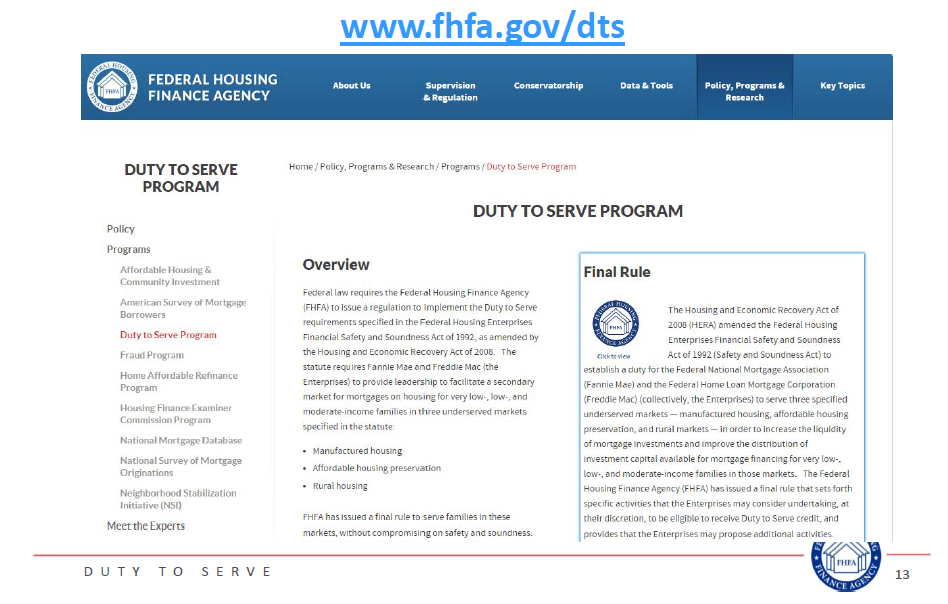 www.fhfa.gov/dts
FEDERAL HOUSING FINANCE AGENCY
FHFA
FEDERAL HOUSING
FINANCE AGENCY
About Us
Supervision
& Regulation
Conservatorship
Data & Tools
Policy, Programs &
Research
Key Topics
DUTY TO SERVE
PROGRAM
Policy
Programs
Affordable Housing &
Community Investment
American Survey of Mortgage
Borrowers
Duty to Serve Program
Fraud Program
Home Affordable Refinance
Program
Housing Finance Examiner
Commission Program
National Mortgage Database
National Survey of Mortgage
Originations
Neighborhood Stabilization
Initiative (NSI)
Meet the Experts
Home / Policy, Programs & Research / Programs / Duty to Serve Program
DUTY TO SERVE PROGRAM
Overview
Federal law requires the Federal Housing Finance Agency
(FHFA) to issue a regulation to implement the Duty to Serve
requirements specified in the Federal Housing Enterprises
Financial Safety and Soundness Act of 1992, as amended by
the Housing and Economic Recovery Act of 2008. The
statute requires Fannie Mae and Freddie Mac (the
Enterprises) to provide leadership to facilitate a secondary
market for mortgages on housing for very low-, low-, and
moderate-income families in three underserved markets
specified in the statute:
• Manufactured housing
• Affordable housing preservation
• Rural housing
FHFA has issued a final rule to serve families in these
markets, without compromising on safety and soundness.
Final Rule
FEDERAL HOUSING FINANCE AGENCY
FHFA
Click to View
The Housing and Economic Recovery Act of
2008 (HERA) amended the Federal Housing
Enterprises Financial Safety and Soundness
Act of 1992 (Safety and Soundness Act) to
establish a duty for the Federal National Mortgage Association
(Fannie Mae) and the Federal Home Loan Mortgage Corporation
(Freddie Mac) (collectively, the Enterprises) to serve three specified
underserved markets — manufactured housing, affordable housing
preservation, and rural markets — in order to increase the liquidity
of mortgage investments and improve the distribution of
investment capital available for mortgage financing for very low-,
low-, and moderate-income families in those markets. The Federal
Housing Finance Agency (FHFA) has issued a final rule that sets forth
specific activities that the Enterprises may consider undertaking, at
their discretion, to be eligible to receive Duty to Serve credit, and
provides that the Enterprises may propose additional activities.
DUTY TO SERVE
FHFA
FINANCE AGENCY
13